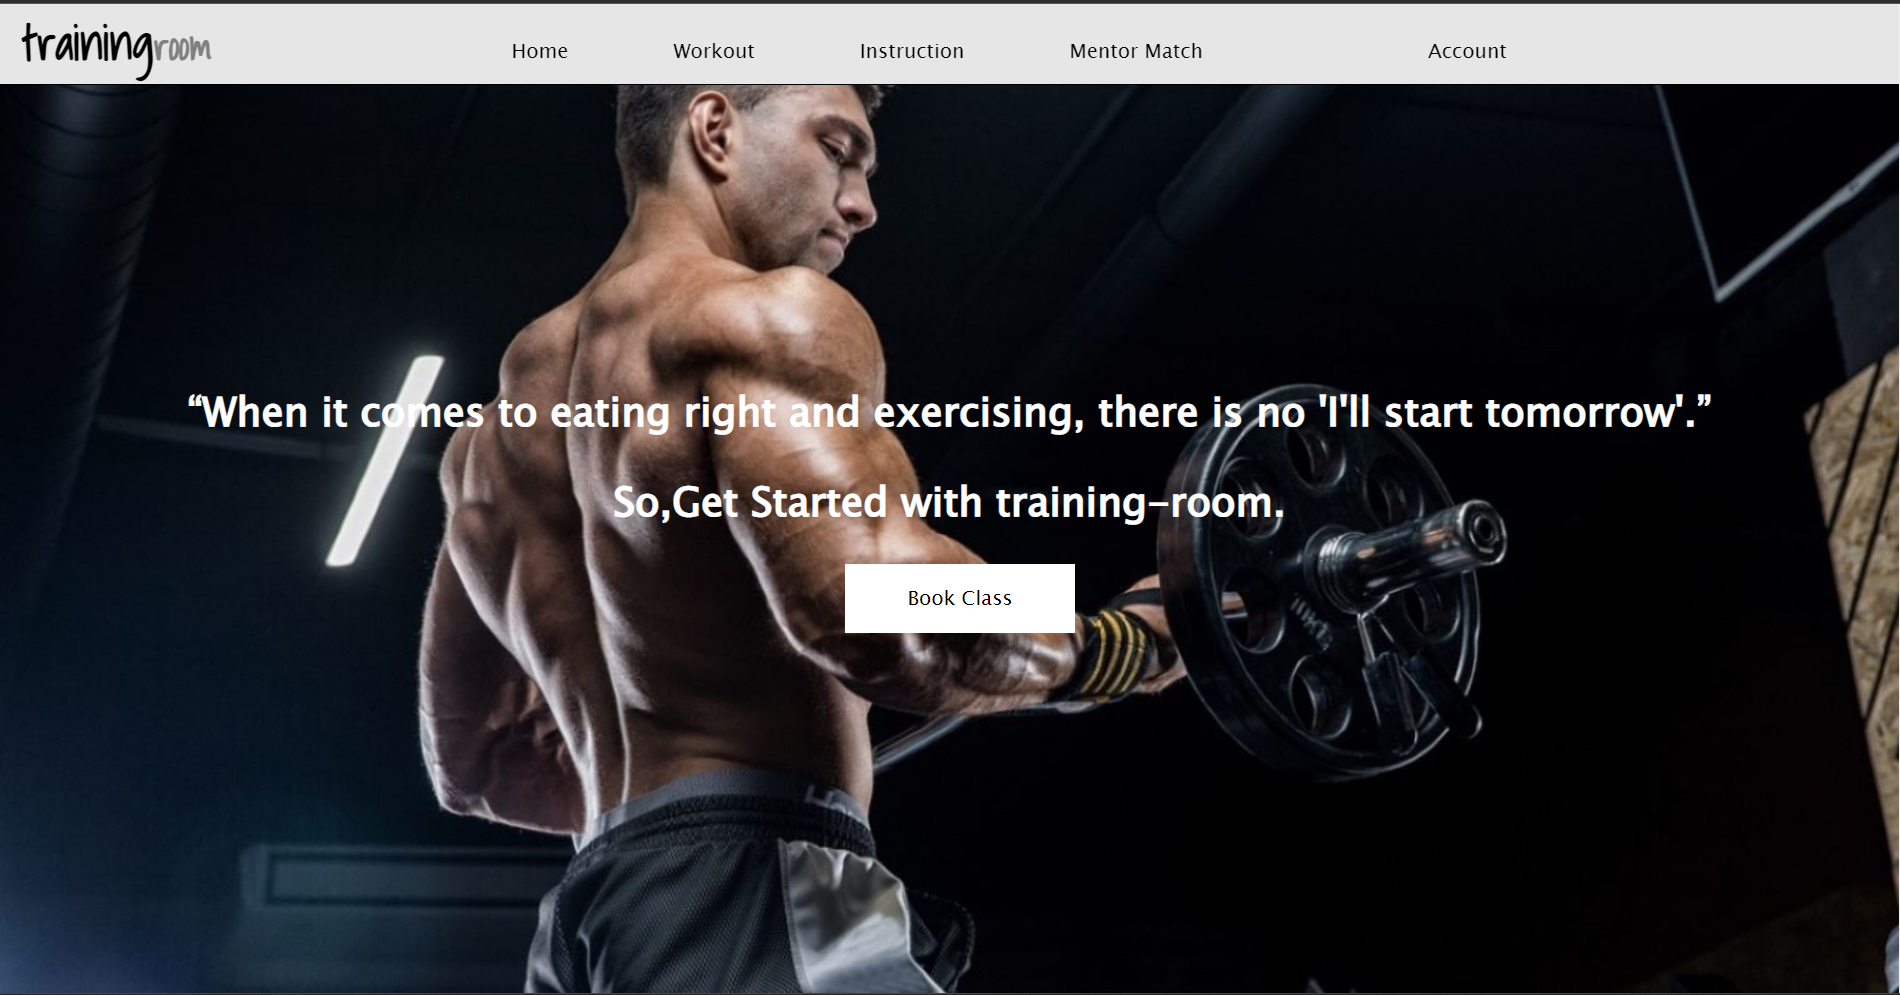 trainingroom
Home Workout Instruction Mentor Match Account
“When it comes to eating right and exercising, there is no 'I'll start tomorrow'.”
So,Get Started with training-room.
Book Class